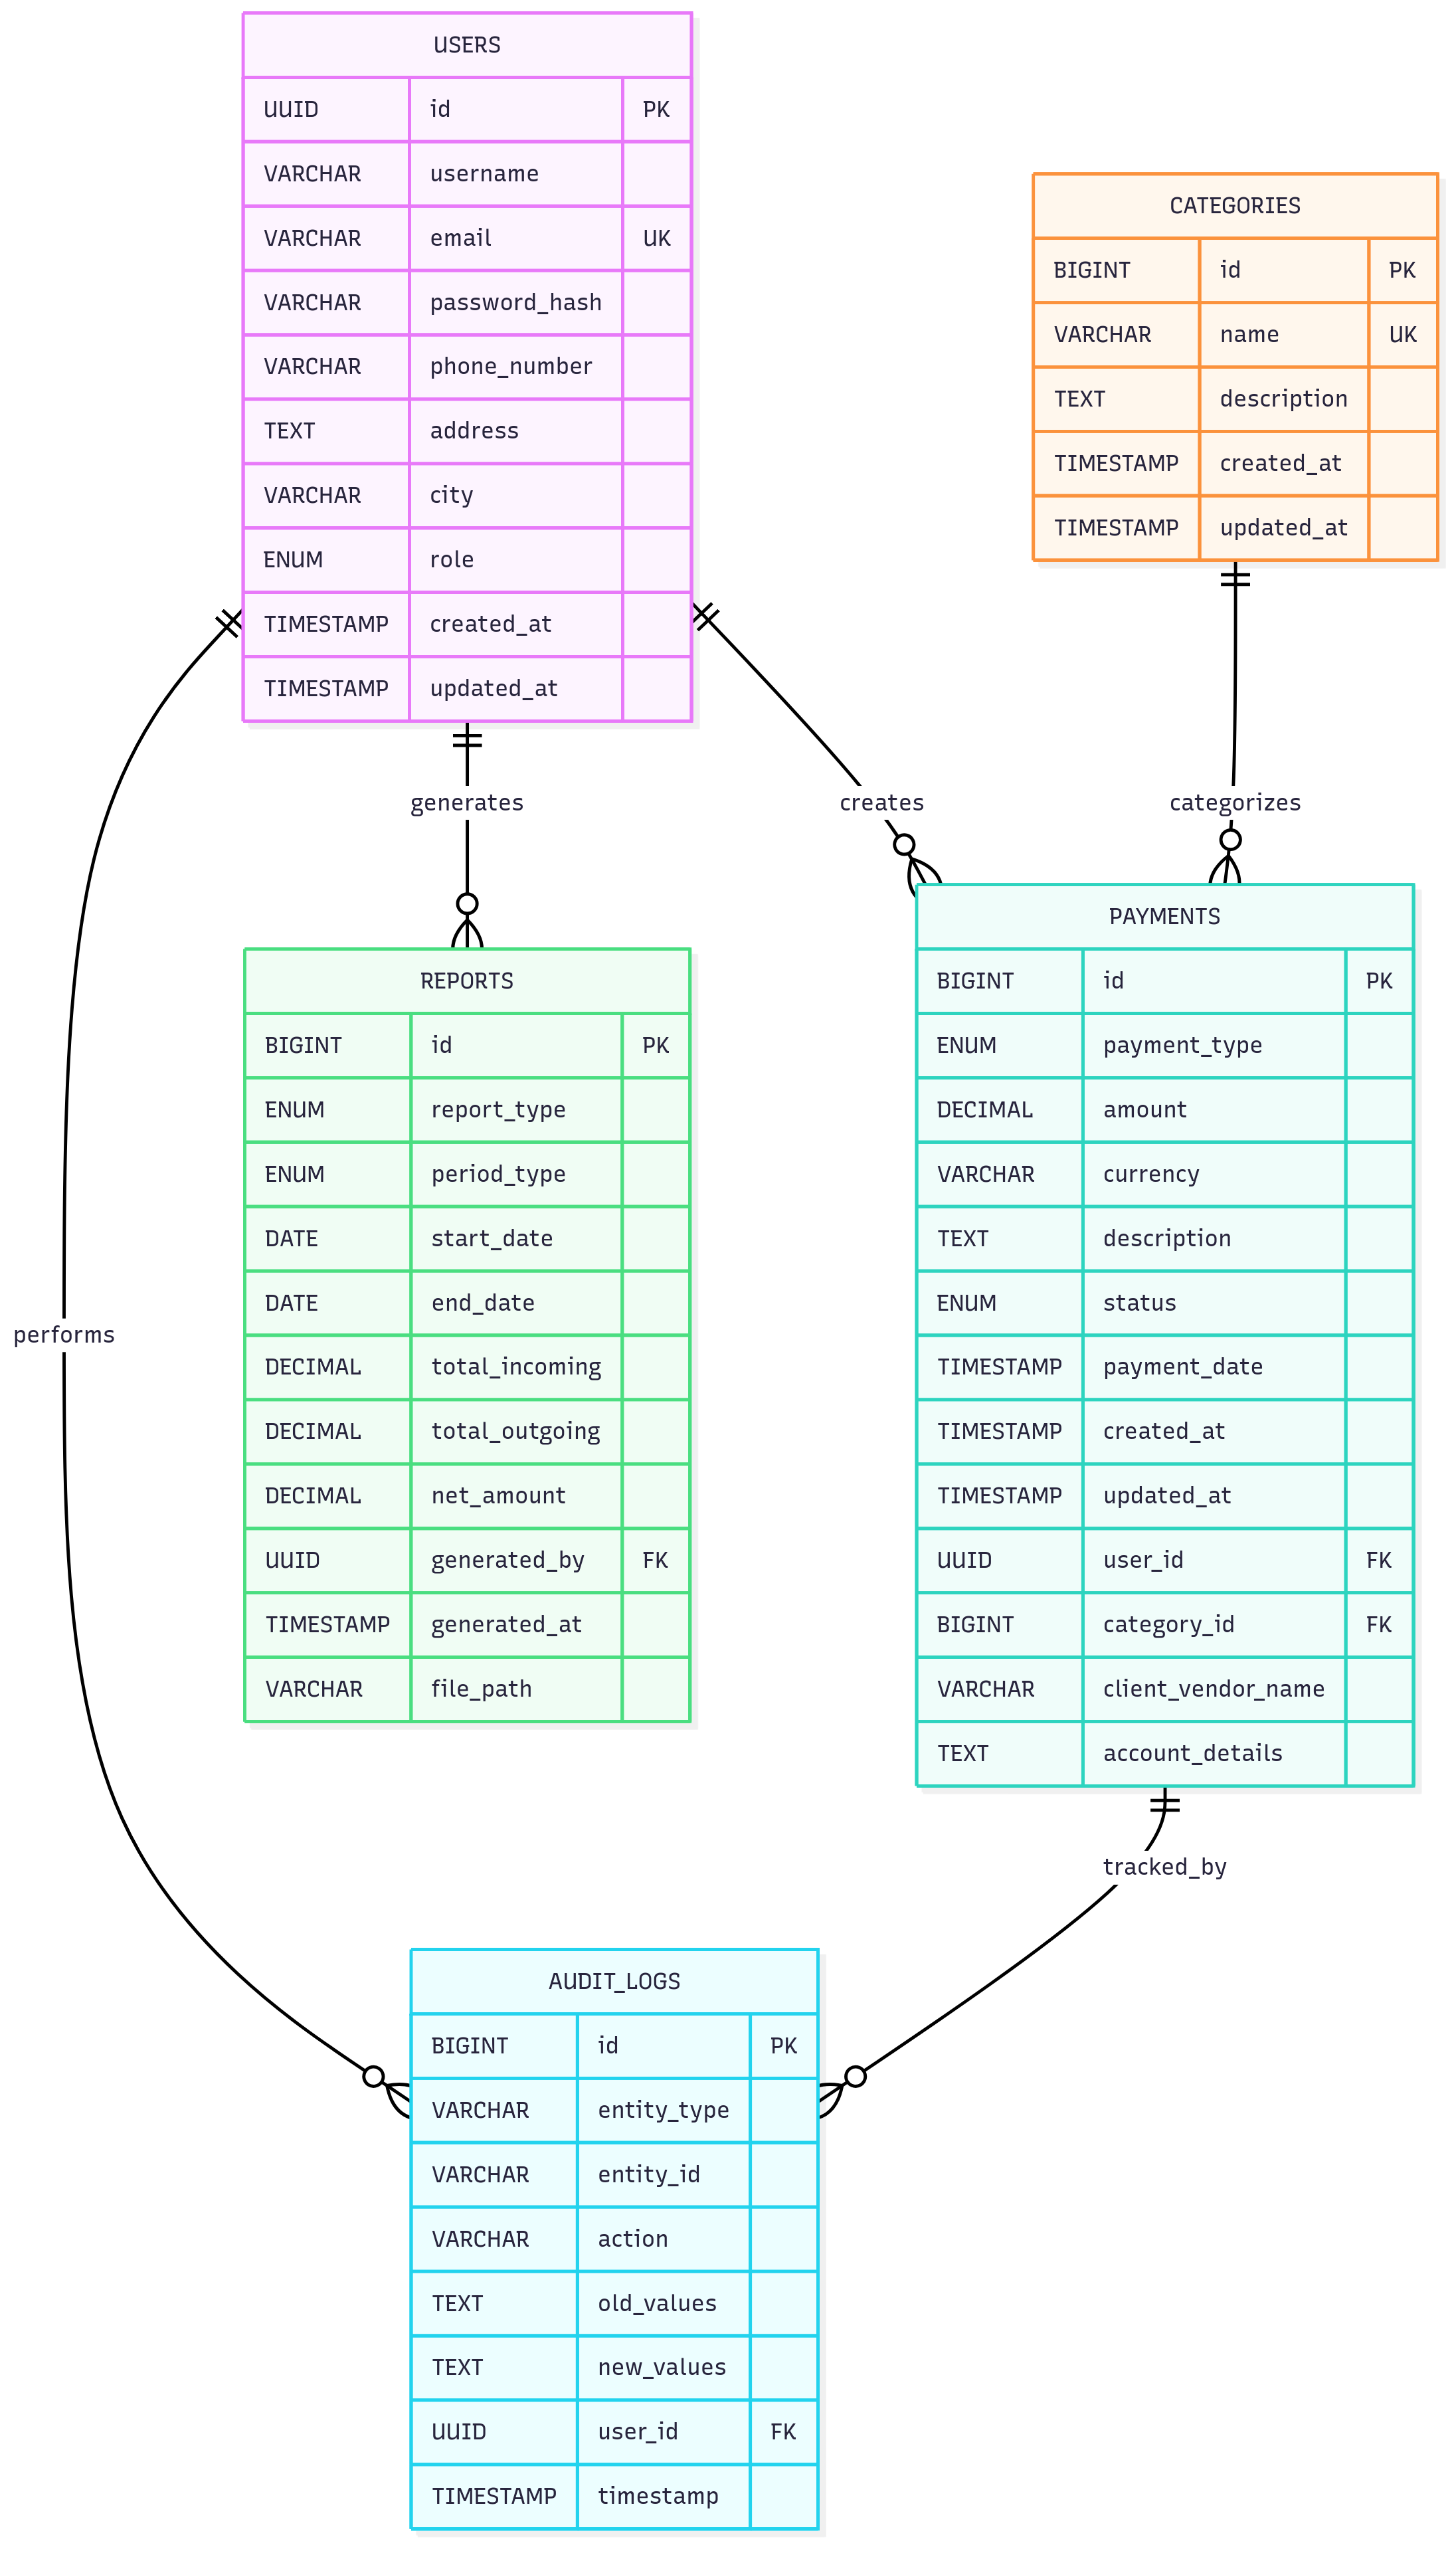 USERS
UUID id PK
VARCHAR username
VARCHAR email UK
VARCHAR password_hash
VARCHAR phone_number
TEXT address
VARCHAR city
ENUM role
TIMESTAMP created_at
TIMESTAMP updated_at
CATEGORIES
BIGINT id PK
VARCHAR name UK
TEXT description
TIMESTAMP created_at
TIMESTAMP updated_at
generates
creates
categorizes
REPORTS
BIGINT id PK
ENUM report_type
ENUM period_type
DATE start_date
DATE end_date
DECIMAL total_incoming
DECIMAL total_outgoing
DECIMAL net_amount
UUID generated_by FK
TIMESTAMP generated_at
VARCHAR file_path
PAYMENTS
BIGINT id PK
ENUM payment_type
DECIMAL amount
VARCHAR currency
TEXT description
ENUM status
TIMESTAMP payment_date
TIMESTAMP created_at
TIMESTAMP updated_at
UUID user_id FK
BIGINT category_id FK
VARCHAR client_vendor_name
TEXT account_details
performs
tracked_by
AUDIT_LOGS
BIGINT id PK
VARCHAR entity_type
VARCHAR entity_id
VARCHAR action
TEXT old_values
TEXT new_values
UUID user_id FK
TIMESTAMP timestamp